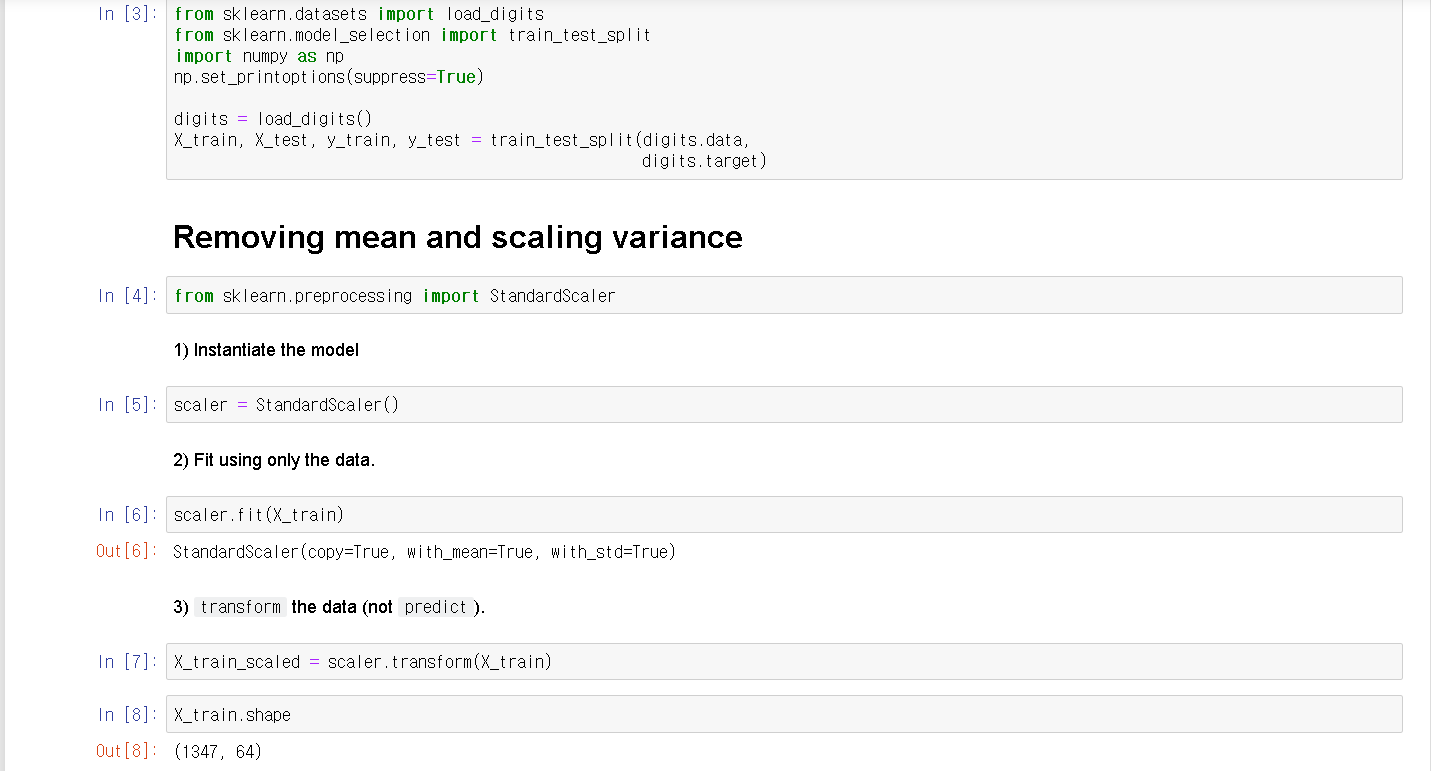 In [3]: from sklearn.datasets import load_digits
from sklearn.model_selection import train_test_split
import numpy as np
np.set_printoptions(suppress=True)
digits = load_digits()
X_train, X_test, y_train, y_test = train_test_split(digits.data,
digits.target)
Removing mean and scaling variance
In [4]: from sklearn.preprocessing import StandardScaler
1) Instantiate the model
In [5]: scaler = StandardScaler()
2) Fit using only the data.
In [6]: scaler.fit(X_train)
Out[6]: StandardScaler(copy=True, with_mean=True, with_std=True)
3) transform the data (not predict ).
In [7]: X_train_scaled = scaler.transform(X_train)
In [8]: X_train.shape
Out[8]: (1347, 64)